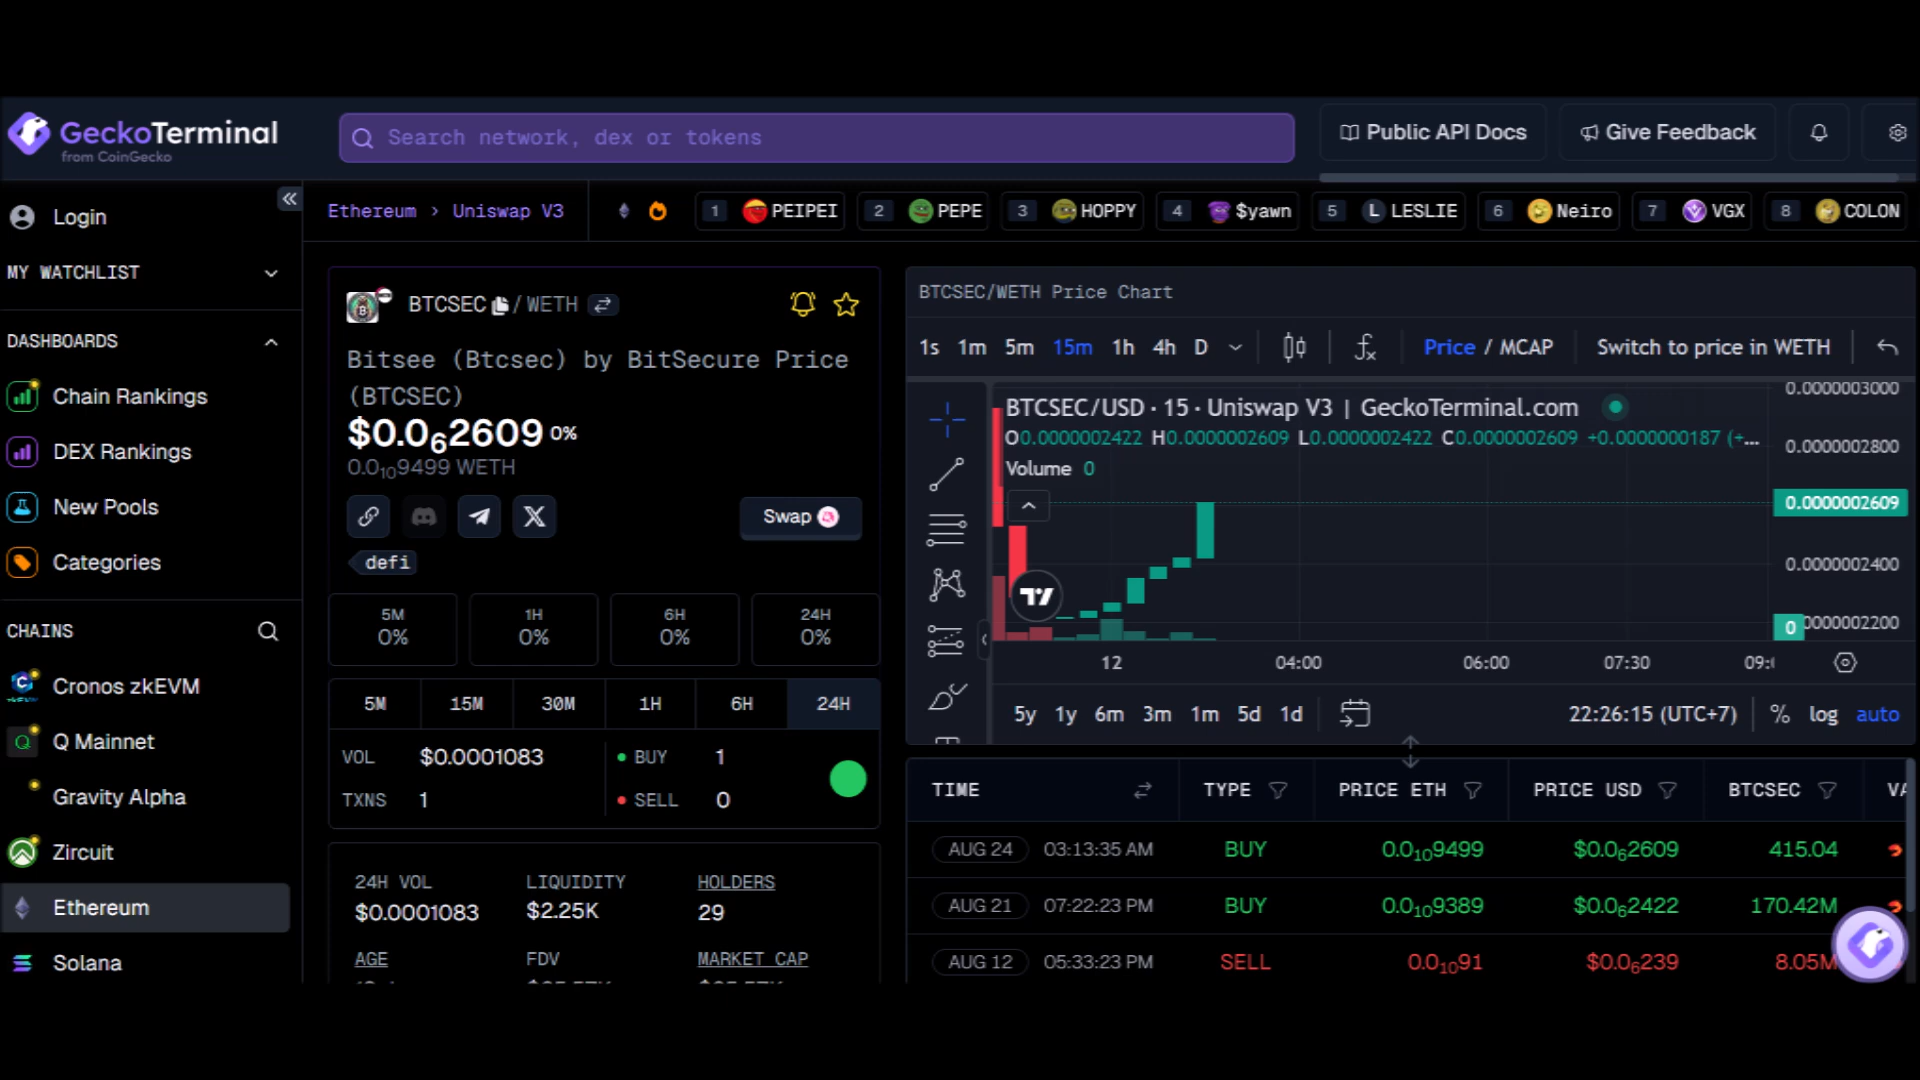 GeckoTerminal
from CoinGecko
Search network, dex or tokens
Public API Docs
Give Feedback
Login
MY WATCHLIST
DASHBOARDS
Chain Rankings
DEX Rankings
New Pools
Categories
CHAINS
Cronos zkEVM
Q Mainnet
Gravity Alpha
Zircuit
Ethereum
Solana
Ethereum > Uniswap V3
1 PEIPEI
2 PEPE
3 HOPPY
4 $yawn
5 L LESLIE
6 Neiro
7 VGX
8 COLON
BTCSEC / WETH
Bitsee (Btcsec) by BitSecure Price
(BTCSEC)
$0.0₆2609 0%
0.0₁₀9499 WETH
Swap
defi
5M 1H 6H 24H
0% 0% 0% 0%
5M 15M 30M 1H 6H 24H
VOL $0.0001083 BUY 1
TXNS 1 SELL 0
24H VOL LIQUIDITY HOLDERS
$0.0001083 $2.25K 29
AGE FDV MARKET CAP
BTCSEC/WETH Price Chart
1s 1m 5m 15m 1h 4h D Price / MCAP Switch to price in WETH
BTCSEC/USD · 15 · Uniswap V3 | GeckoTerminal.com
O0.0000002422 H0.0000002609 L0.0000002422 C0.0000002609 +0.0000000187 (+...
Volume 0
0.0000003000
0.0000002800
0.0000002609
0.0000002400
0
0000002200
12 04:00 06:00 07:30
5y 1y 6m 3m 1m 5d 1d 22:26:15 (UTC+7) % log auto
TIME TYPE PRICE ETH PRICE USD BTCSEC
AUG 24 03:13:35 AM BUY 0.0₁₀9499 $0.0₆2609 415.04
AUG 21 07:22:23 PM BUY 0.0₁₀9389 $0.0₆2422 170.42M
AUG 12 05:33:23 PM SELL 0.0₁₀91 $0.0₆239 8.05M